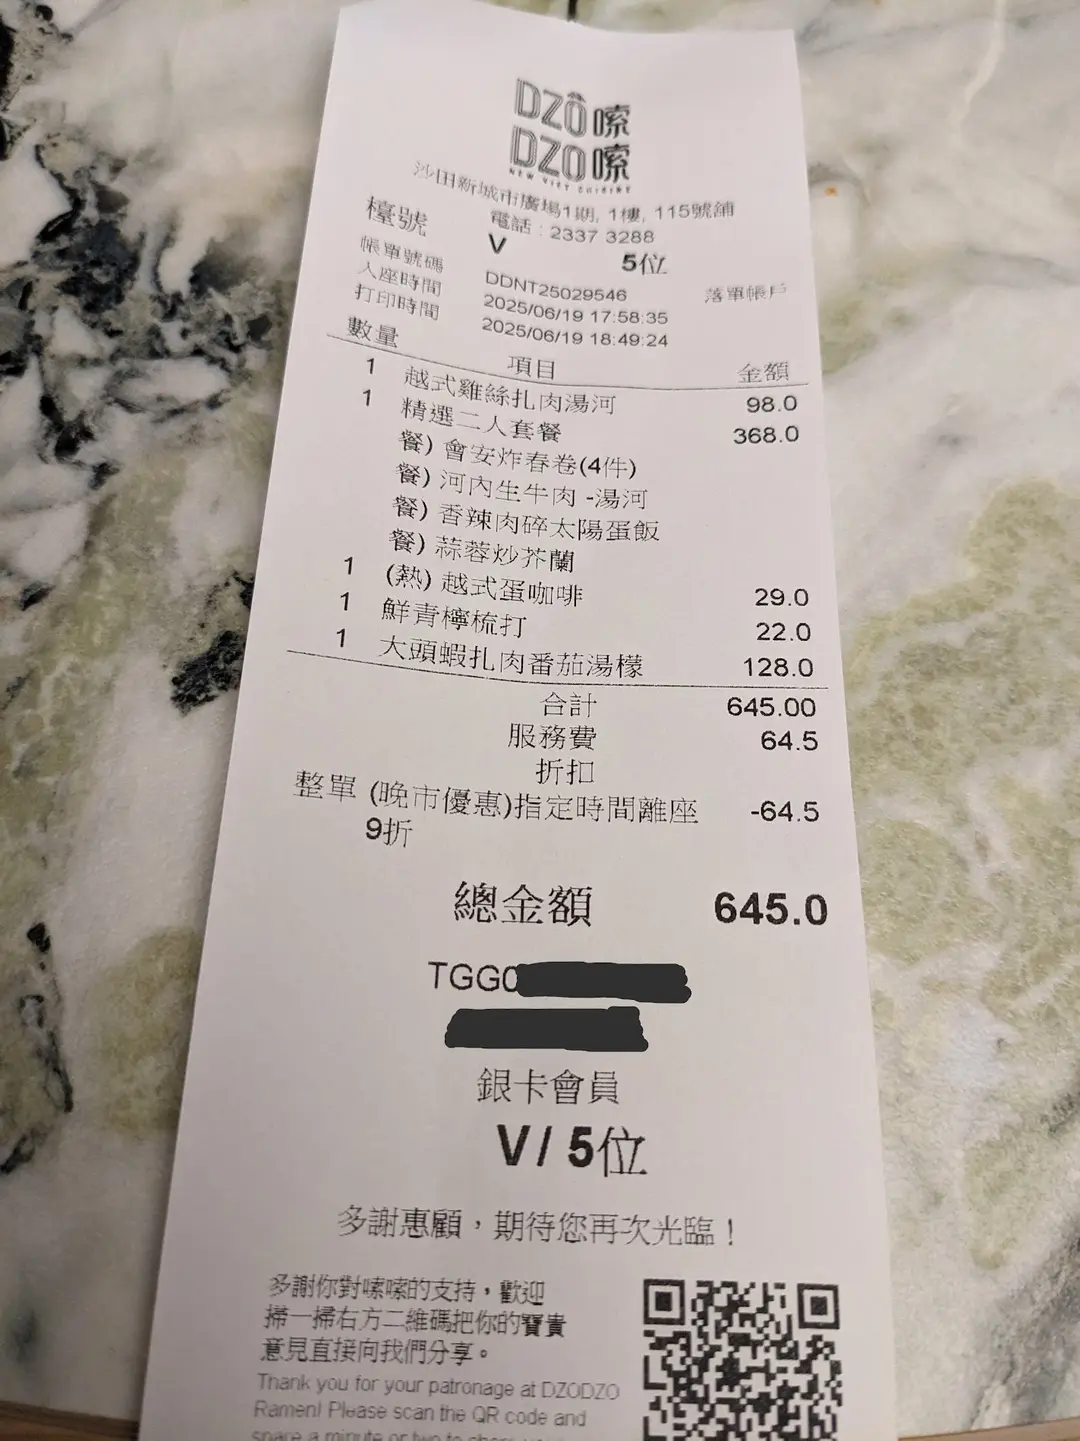 DZÔ 嗦
DZO 嗦
NEW VIET CUISINE
沙田新城市廣場1期, 1樓, 115號舖
電話 : 2337 3288
檯號 V 5位
帳單號碼 DDNT25029546 落單帳戶
入座時間 2025/06/19 17:58:35
打印時間 2025/06/19 18:49:24
數量 項目 金額
1 越式雞絲扎肉湯河 98.0
1 精選二人套餐 368.0
餐) 會安炸春卷(4件)
餐) 河內生牛肉 -湯河
餐) 香辣肉碎太陽蛋飯
餐) 蒜蓉炒芥蘭
1 (熱) 越式蛋咖啡 29.0
1 鮮青檸梳打 22.0
1 大頭蝦扎肉番茄湯檬 128.0
合計 645.00
服務費 64.5
折扣
整單 (晚市優惠)指定時間離座 -64.5
9折
總金額 645.0
TGG0
銀卡會員
V/ 5位
多謝惠顧，期待您再次光臨！
多謝你對嗦嗦的支持，歡迎
掃一掃右方二維碼把你的寶貴
意見直接向我們分享。
Thank you for your patronage at DZODZO
Ramen! Please scan the QR code and
spare a minute or two to share